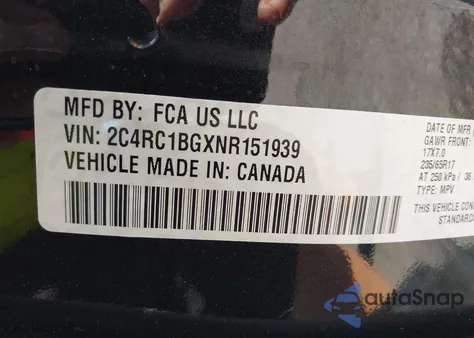 MFD BY: FCA US LLC
VIN: 2C4RC1BGXNR151939
VEHICLE MADE IN: CANADA
DATE OF MFR
GAWR FRONT:
17X7.0
235/65R17
AT 250 kPa / 36
TYPE: MPV
THIS VEHICLE CON
STANDARDS
autoSnap